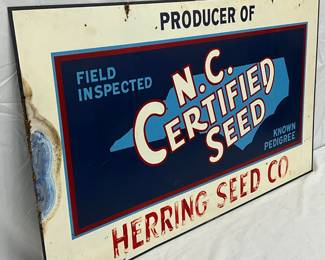 PRODUCER OF
FIELD
INSPECTED
N.C.
CERTIFIED
SEED
KNOWN
PEDIGREE
HERRING SEED CO.